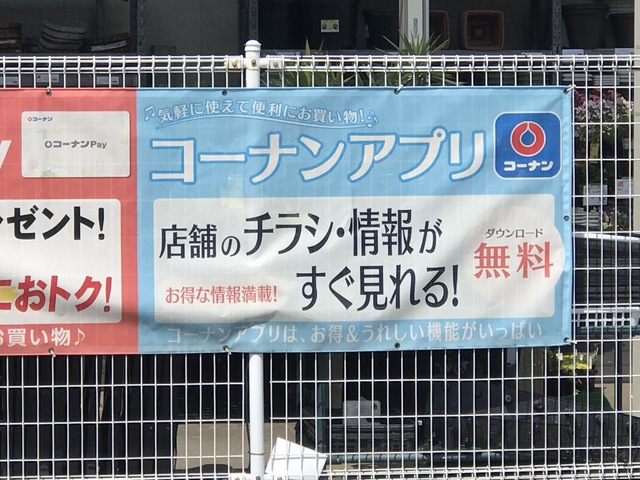 コーナン
コーナンPay
ゼント！
おトク！
お買い物♪
♫気軽に使えて便利にお買い物！♪
コーナンアプリ
コーナン
店舗のチラシ・情報が
すぐ見れる！
お得な情報満載！
ダウンロード
無料
コーナンアプリは、お得＆うれしい機能がいっぱい